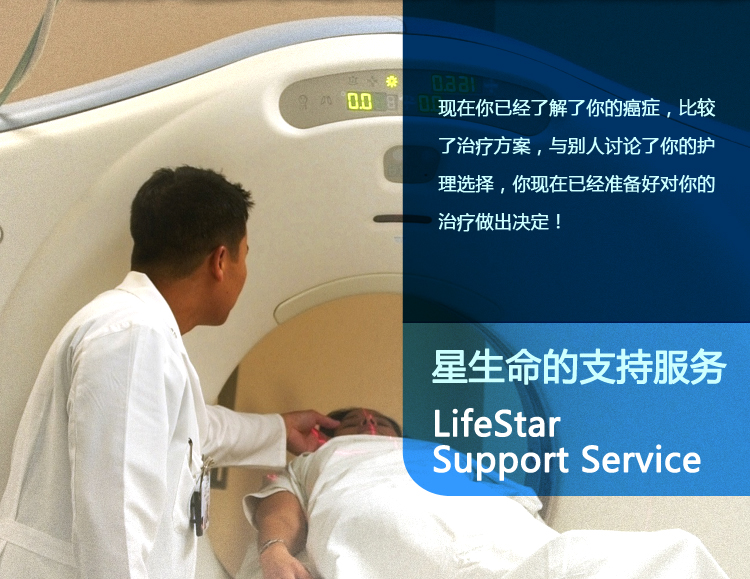 0.0
现在你已经了解了你的癌症，比较
了治疗方案，与别人讨论了你的护
理选择，你现在已经准备好对你的
治疗做出决定！
星生命的支持服务
LifeStar
Support Service